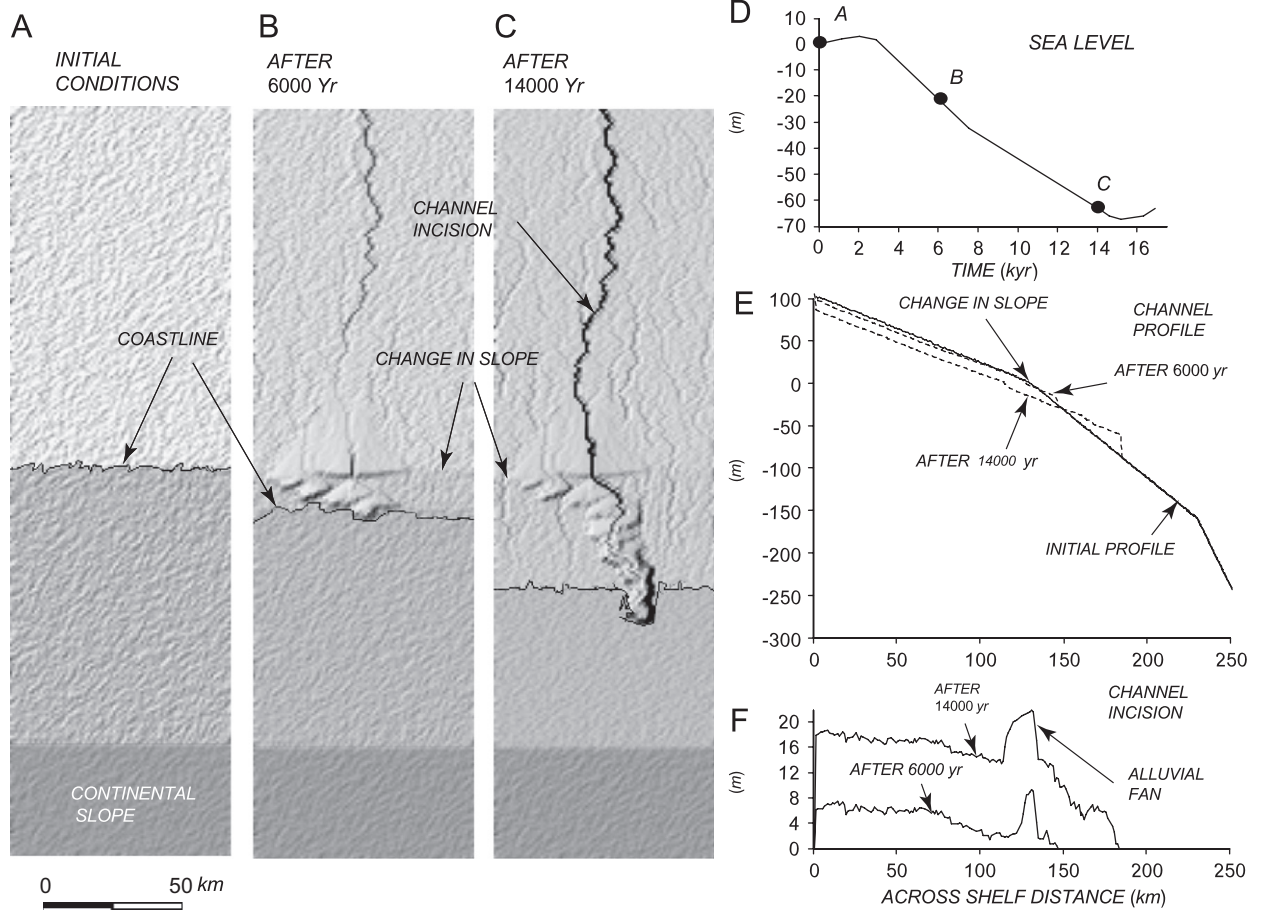 A
INITIAL
CONDITIONS
B
AFTER
6000 Yr
C
AFTER
14000 Yr
COASTLINE
CHANNEL
INCISION
CHANGE IN SLOPE
CONTINENTAL
SLOPE
0 50 km
D
SEA LEVEL
A
B
C
10
0
-10
-20
-30
-40
-50
-60
-70
(m)
0 2 4 6 8 10 12 14 16
TIME (kyr)
E
CHANGE IN SLOPE
CHANNEL
PROFILE
AFTER 6000 yr
AFTER 14000 yr
INITIAL PROFILE
100
50
0
-50
-100
-150
-200
-250
-300
(m)
0 50 100 150 200 250
F
AFTER
14000 yr
CHANNEL
INCISION
AFTER 6000 yr
ALLUVIAL
FAN
20
16
12
8
4
0
(m)
0 50 100 150 200 250
ACROSS SHELF DISTANCE (km)